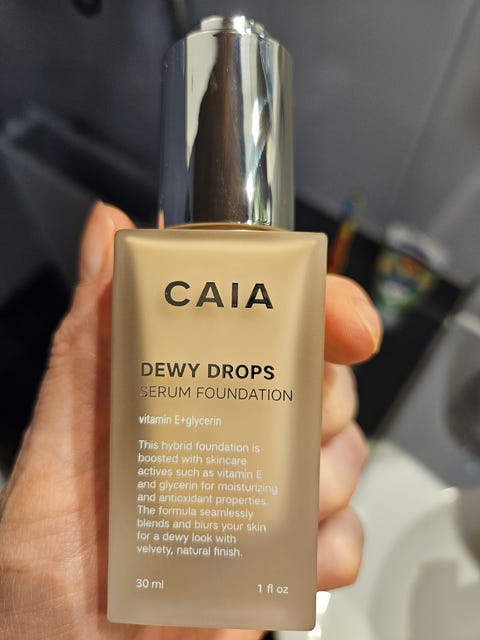 CAIA
DEWY DROPS
SERUM FOUNDATION
vitamin E+glycerin
This hybrid foundation is
boosted with skincare
actives such as vitamin E
and glycerin for moisturizing
and antioxidant properties.
The formula seamlessly
blends and blurs your skin
for a dewy look with
velvety, natural finish.
30 ml 1 fl oz